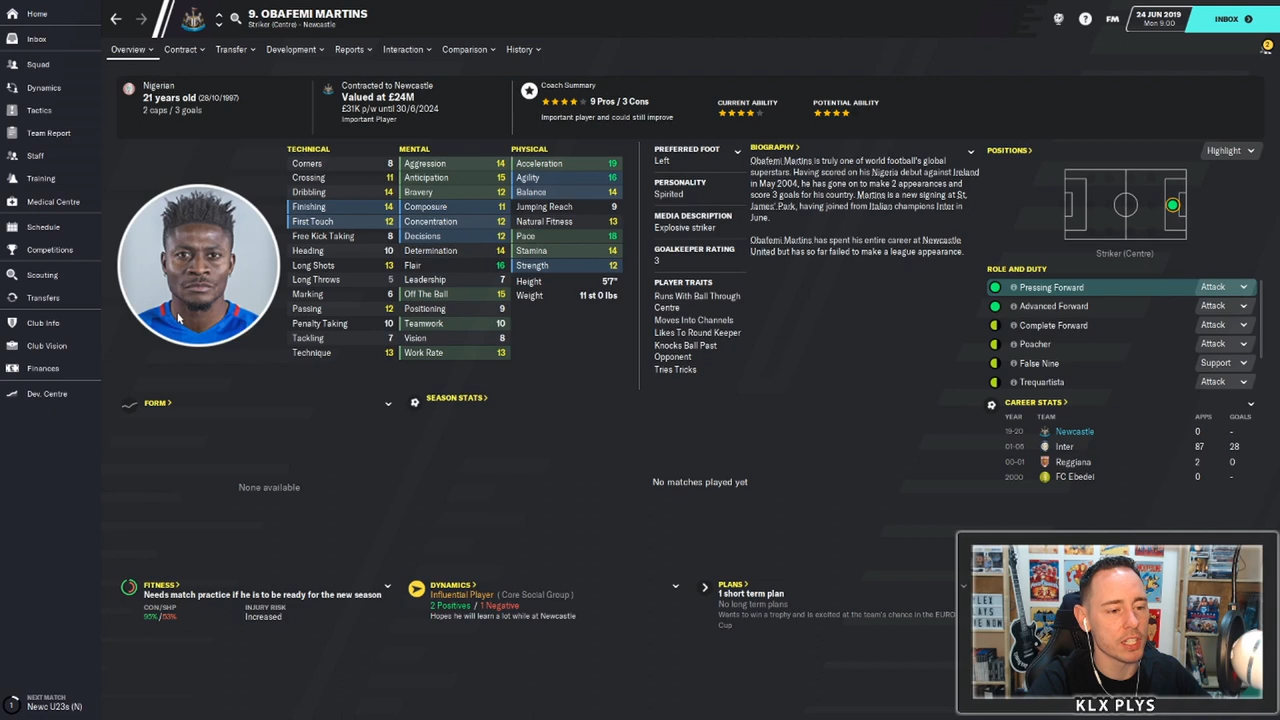 Home
Inbox
Squad
Dynamics
Tactics
Team Report
Staff
Training
Medical Centre
Schedule
Competitions
Scouting
Transfers
Club Info
Club Vision
Finances
Dev. Centre
NEXT MATCH
1
Newc U23s (N)
9. OBAFEMI MARTINS
Striker (Centre) - Newcastle
FM
24 JUN 2019
Mon 9:00
INBOX
2
Overview
Contract
Transfer
Development
Reports
Interaction
Comparison
History
Nigerian
21 years old (28/10/1997)
2 caps / 3 goals
Contracted to Newcastle
Valued at £24M
£31K p/w until 30/6/2024
Important Player
Coach Summary
9 Pros / 3 Cons
Important player and could still improve
CURRENT ABILITY
POTENTIAL ABILITY
TECHNICAL
Corners 8
Crossing 11
Dribbling 14
Finishing 14
First Touch 12
Free Kick Taking 8
Heading 10
Long Shots 13
Long Throws 5
Marking 6
Passing 12
Penalty Taking 10
Tackling 7
Technique 13
MENTAL
Aggression 14
Anticipation 15
Bravery 12
Composure 11
Concentration 12
Decisions 12
Determination 14
Flair 16
Leadership 7
Off The Ball 15
Positioning 9
Teamwork 10
Vision 8
Work Rate 13
PHYSICAL
Acceleration 19
Agility 16
Balance 14
Jumping Reach 9
Natural Fitness 13
Pace 18
Stamina 14
Strength 12
Height 5'7"
Weight 11 st 0 lbs
PREFERRED FOOT
Left
PERSONALITY
Spirited
MEDIA DESCRIPTION
Explosive striker
GOALKEEPER RATING
3
PLAYER TRAITS
Runs With Ball Through
Centre
Moves Into Channels
Likes To Round Keeper
Knocks Ball Past
Opponent
Tries Tricks
BIOGRAPHY>
Obafemi Martins is truly one of world football's global
superstars. Having scored on his Nigeria debut against Ireland
in May 2004, he has gone on to make 2 appearances and
score 3 goals for his country. Martins is a new signing at St.
James' Park, having joined from Italian champions Inter in
June.
Obafemi Martins has spent his entire career at Newcastle
United but has so far failed to make a league appearance.
POSITIONS>
Highlight
Striker (Centre)
ROLE AND DUTY
Pressing Forward Attack
Advanced Forward Attack
Complete Forward Attack
Poacher Attack
False Nine Support
Trequartista Attack
CAREER STATS>
YEAR TEAM APPS GOALS
19-20 Newcastle 0 -
01-06 Inter 87 28
00-01 Reggiana 2 0
2000 FC Ebedei 0 -
FORM>
None available
SEASON STATS>
No matches played yet
FITNESS>
Needs match practice if he is to be ready for the new season
CON/SHP
95% / 53%
INJURY RISK
Increased
DYNAMICS>
Influential Player ( Core Social Group )
2 Positives / 1 Negative
Hopes he will learn a lot while at Newcastle
PLANS>
1 short term plan
No long term plans
Wants to win a trophy and is excited at the team's chance in the EURO
Cup
KLX PLYS